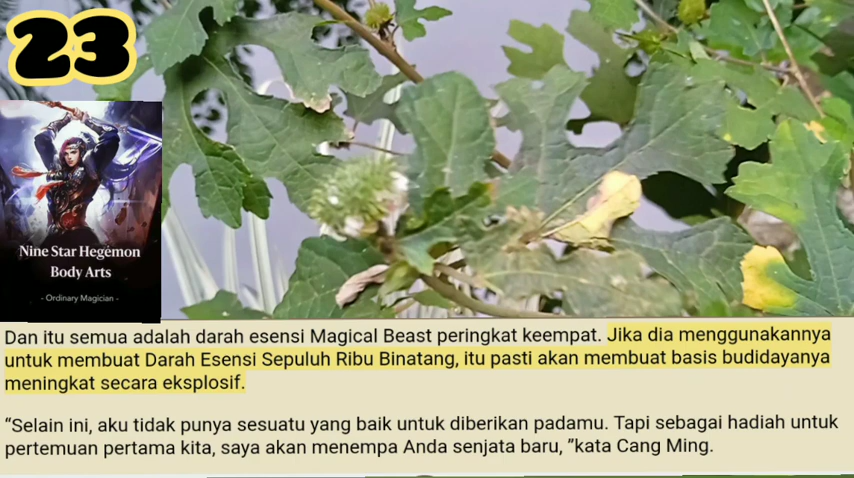 23
Nine Star Hegemon
Body Arts
- Ordinary Magician -
Dan itu semua adalah darah esensi Magical Beast peringkat keempat. Jika dia menggunakannya
untuk membuat Darah Esensi Sepuluh Ribu Binatang, itu pasti akan membuat basis budidayanya
meningkat secara eksplosif.
“Selain ini, aku tidak punya sesuatu yang baik untuk diberikan padamu. Tapi sebagai hadiah untuk
pertemuan pertama kita, saya akan menempa Anda senjata baru, ”kata Cang Ming.